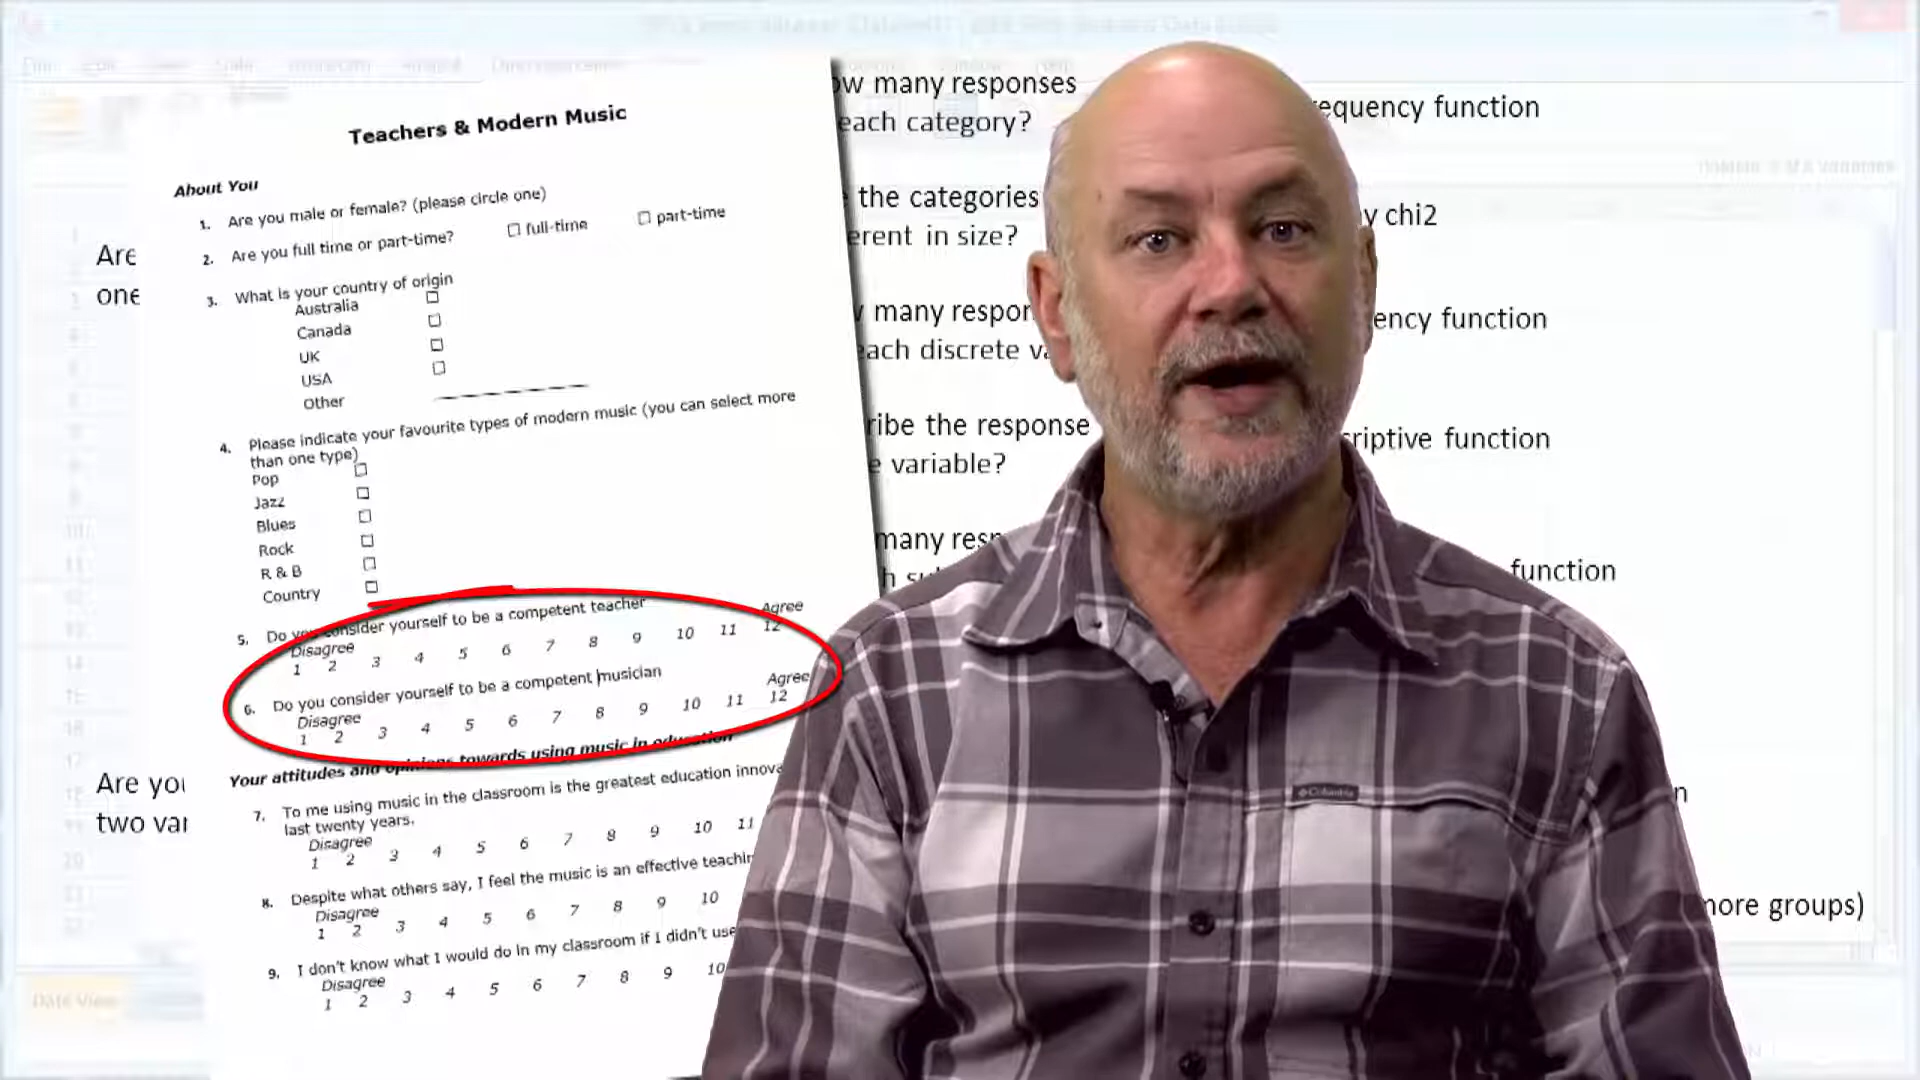 Teachers & Modern Music
About You
1. Are you male or female? (please circle one)
2. Are you full time or part-time? full-time part-time
3. What is your country of origin
Australia
Canada
UK
USA
Other
4. Please indicate your favourite types of modern music (you can select more
than one type)
Pop
Jazz
Blues
Rock
R & B
Country
5. Do you consider yourself to be a competent teacher
Disagree Agree
1 2 3 4 5 6 7 8 9 10 11 12
6. Do you consider yourself to be a competent musician
Disagree Agree
1 2 3 4 5 6 7 8 9 10 11 12
Your attitudes and opinions towards using music in education
7. To me using music in the classroom is the greatest education innova
last twenty years.
Disagree
1 2 3 4 5 6 7 8 9 10 11
8. Despite what others say, I feel the music is an effective teachin
Disagree
1 2 3 4 5 6 7 8 9 10
9. I don't know what I would do in my classroom if I didn't use
Disagree
1 2 3 4 5 6 7 8 9 10
Are
one
Are you
two var
ow many responses
each category?
the categories
erent in size?
many respon
each discrete va
ribe the response
e variable?
many resp
equency function
y chi2
ency function
scriptive function
function
n
more groups)
Columbia
Data View